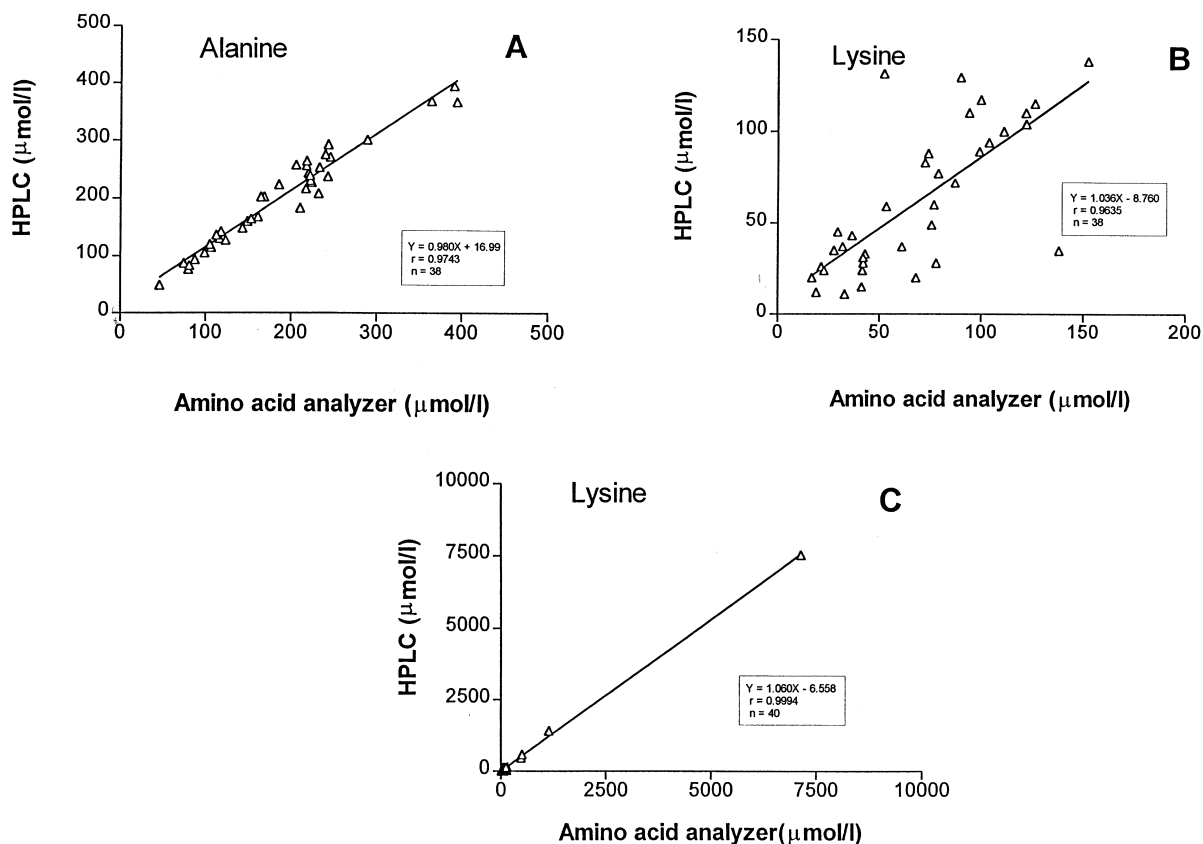 Alanine
A
HPLC (μmol/l)
500
400
300
200
100
0
0 100 200 300 400 500
Y = 0.980X + 16.99
r = 0.9743
n = 38
Amino acid analyzer (μmol/l)
Lysine
B
HPLC (μmol/l)
150
100
50
0
0 50 100 150 200
Y = 1.036X - 8.760
r = 0.9635
n = 38
Amino acid analyzer (μmol/l)
Lysine
C
HPLC (μmol/l)
10000
7500
5000
2500
0
0 2500 5000 7500 10000
Y = 1.060X - 6.558
r = 0.9994
n = 40
Amino acid analyzer(μmol/l)